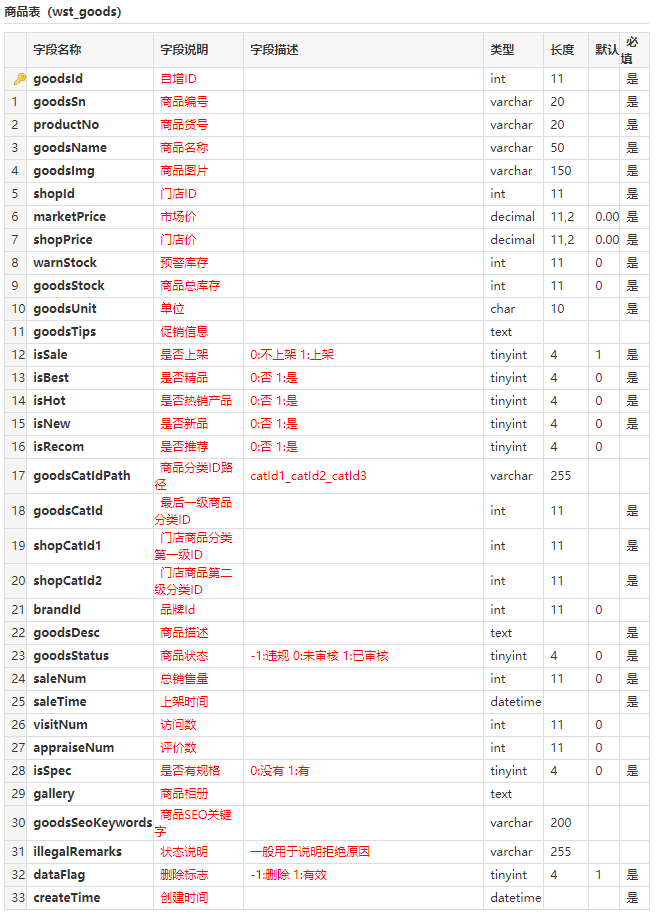 商品表（wst_goods）
字段名称 字段说明 字段描述 类型 长度 默认 必填
goodsId 自增ID int 11 是
1 goodsSn 商品编号 varchar 20 是
2 productNo 商品货号 varchar 20 是
3 goodsName 商品名称 varchar 50 是
4 goodsImg 商品图片 varchar 150 是
5 shopId 门店ID int 11 是
6 marketPrice 市场价 decimal 11,2 0.00 是
7 shopPrice 门店价 decimal 11,2 0.00 是
8 warnStock 预警库存 int 11 0 是
9 goodsStock 商品总库存 int 11 0 是
10 goodsUnit 单位 char 10 是
11 goodsTips 促销信息 text
12 isSale 是否上架 0:不上架 1:上架 tinyint 4 1 是
13 isBest 是否精品 0:否 1:是 tinyint 4 0 是
14 isHot 是否热销产品 0:否 1:是 tinyint 4 0 是
15 isNew 是否新品 0:否 1:是 tinyint 4 0 是
16 isRecom 是否推荐 0:否 1:是 tinyint 4 0
17 goodsCatIdPath 商品分类ID路径 catId1_catId2_catId3 varchar 255
18 goodsCatId 最后一级商品分类ID int 11 是
19 shopCatId1 门店商品分类第一级ID int 11 是
20 shopCatId2 门店商品第二级分类ID int 11 是
21 brandId 品牌Id int 11 0
22 goodsDesc 商品描述 text 是
23 goodsStatus 商品状态 -1:违规 0:未审核 1:已审核 tinyint 4 0 是
24 saleNum 总销售量 int 11 0 是
25 saleTime 上架时间 datetime 是
26 visitNum 访问数 int 11 0
27 appraiseNum 评价数 int 11 0
28 isSpec 是否有规格 0:没有 1:有 tinyint 4 0 是
29 gallery 商品相册 text
30 goodsSeoKeywords 商品SEO关键字 varchar 200
31 illegalRemarks 状态说明 一般用于说明拒绝原因 varchar 255
32 dataFlag 删除标志 -1:删除 1:有效 tinyint 4 1 是
33 createTime 创建时间 datetime 是